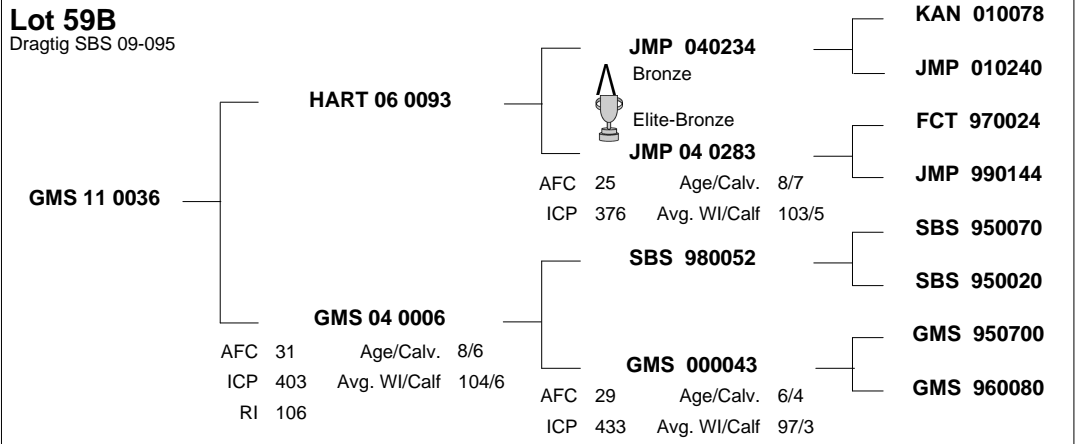 Lot 59B
Dragtig SBS 09-095
GMS 11 0036
HART 06 0093
GMS 04 0006
AFC 31 Age/Calv. 8/6
ICP 403 Avg. WI/Calf 104/6
RI 106
JMP 040234
Bronze
Elite-Bronze
JMP 04 0283
AFC 25 Age/Calv. 8/7
ICP 376 Avg. WI/Calf 103/5
SBS 980052
GMS 000043
AFC 29 Age/Calv. 6/4
ICP 433 Avg. WI/Calf 97/3
KAN 010078
JMP 010240
FCT 970024
JMP 990144
SBS 950070
SBS 950020
GMS 950700
GMS 960080